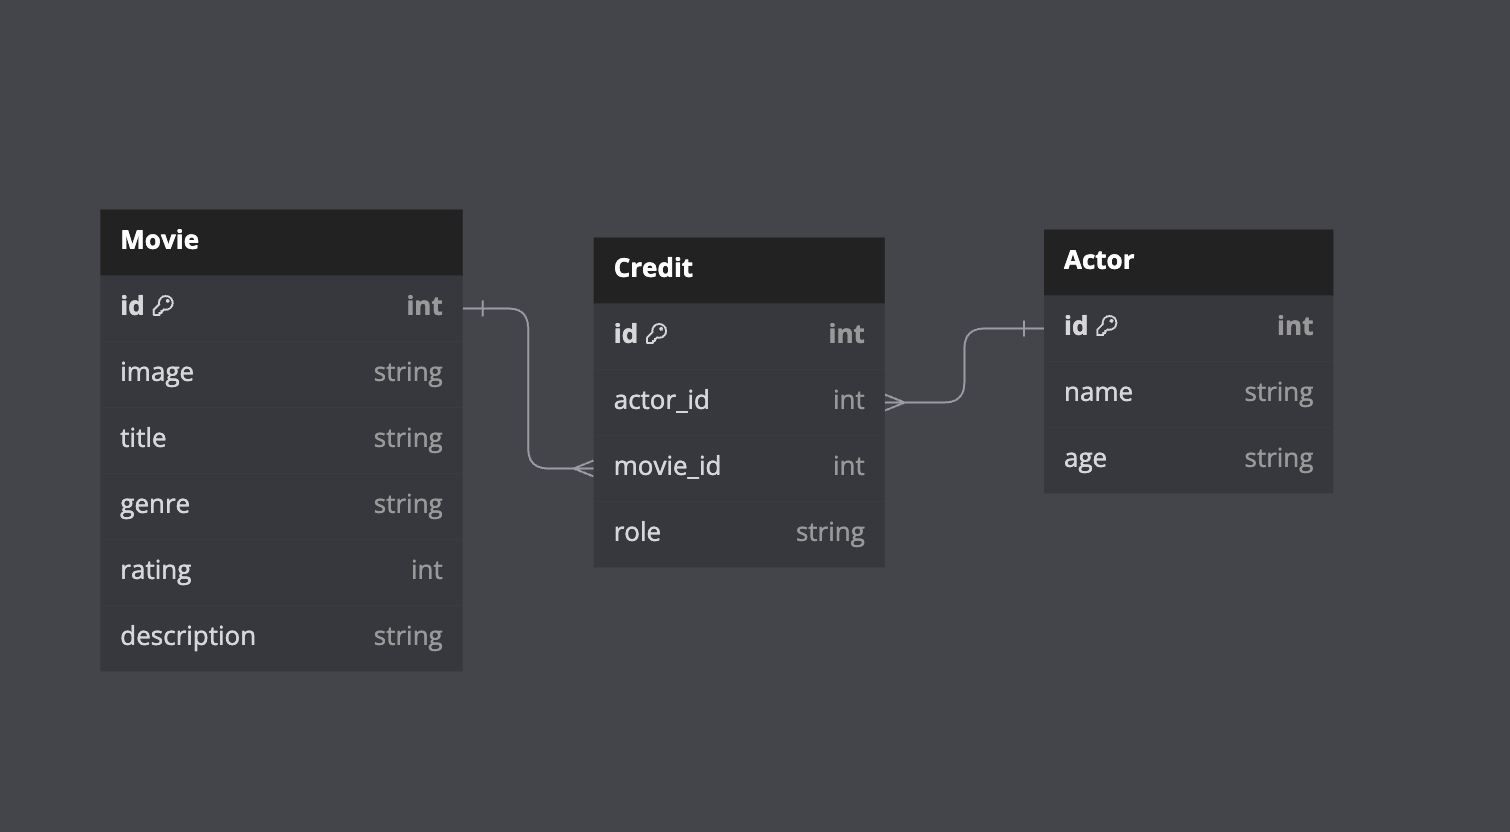 Movie
id int
image string
title string
genre string
rating int
description string
Credit
id int
actor_id int
movie_id int
role string
Actor
id int
name string
age string